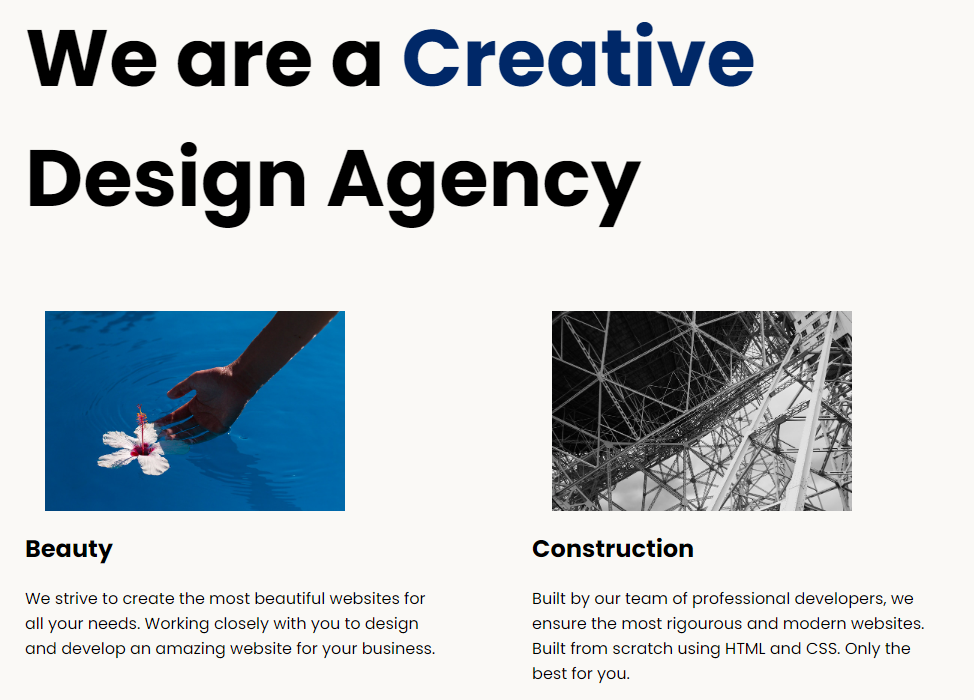 We are a Creative
Design Agency
Beauty
We strive to create the most beautiful websites for
all your needs. Working closely with you to design
and develop an amazing website for your business.
Construction
Built by our team of professional developers, we
ensure the most rigourous and modern websites.
Built from scratch using HTML and CSS. Only the
best for you.